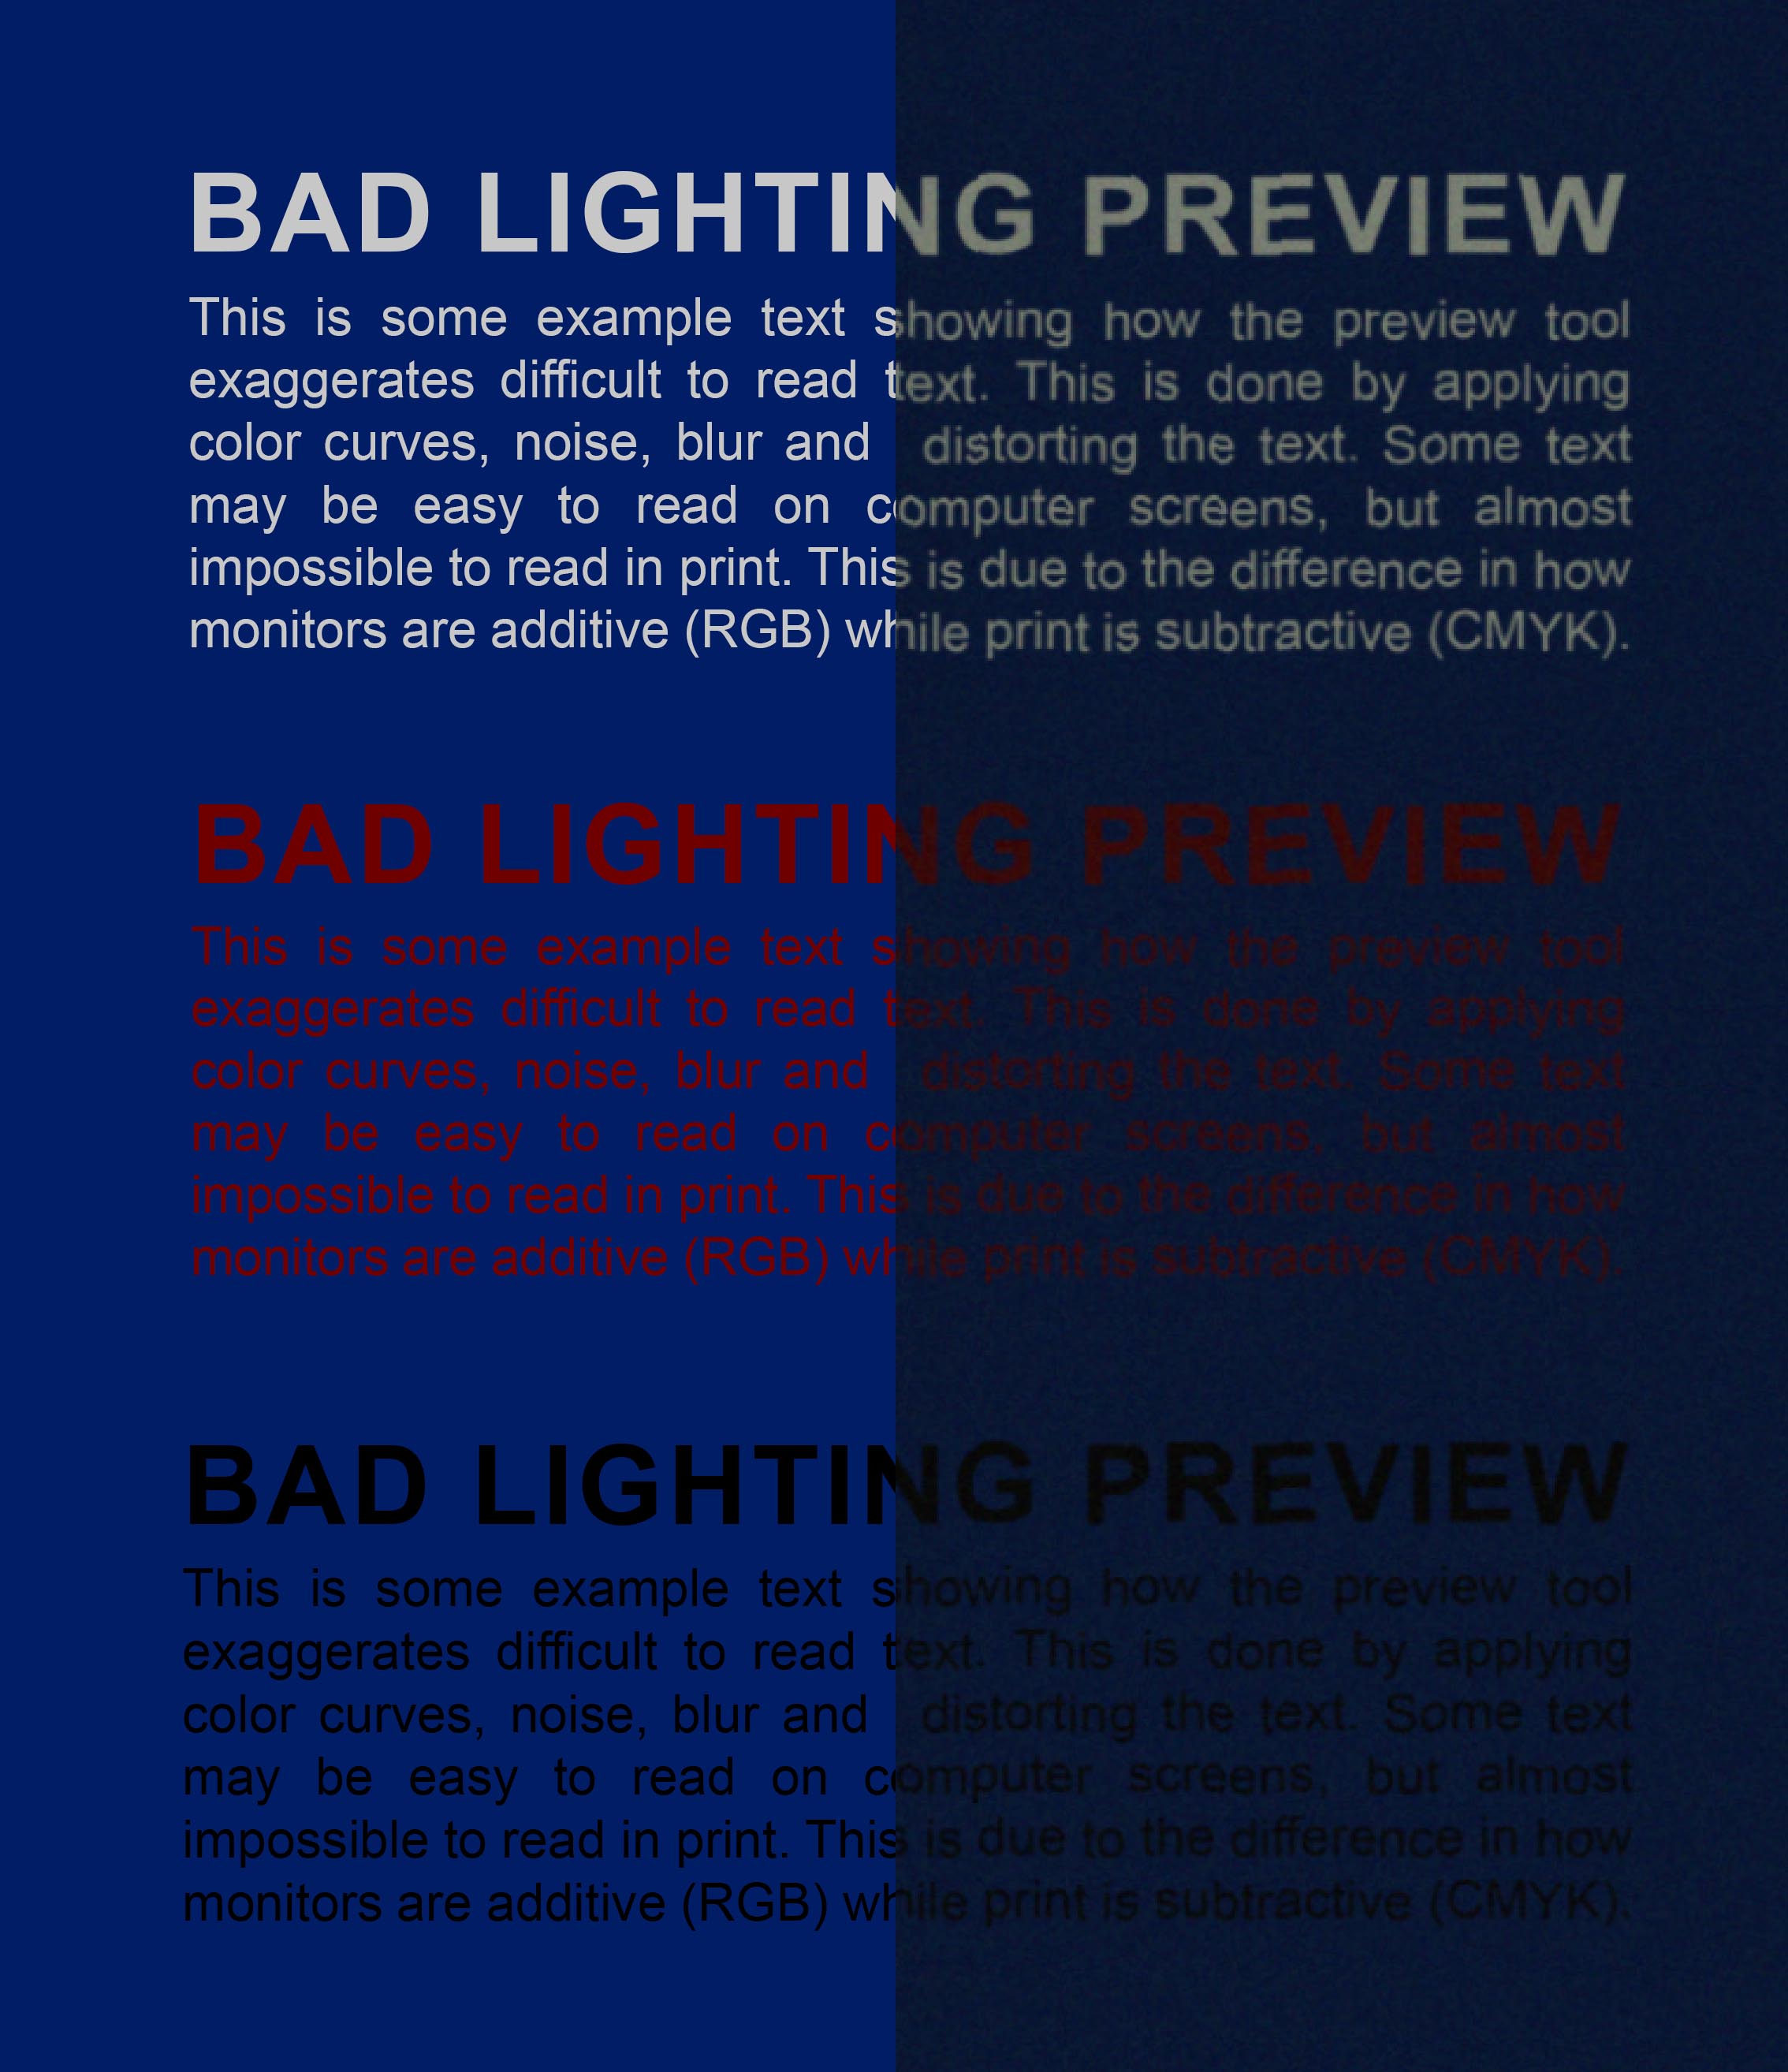 BAD LIGHTING PREVIEW
This is some example text showing how the preview tool
exaggerates difficult to read text. This is done by applying
color curves, noise, blur and distorting the text. Some text
may be easy to read on computer screens, but almost
impossible to read in print. This is due to the difference in how
monitors are additive (RGB) while print is subtractive (CMYK).
BAD LIGHTING PREVIEW
This is some example text showing how the preview tool
exaggerates difficult to read text. This is done by applying
color curves, noise, blur and distorting the text. Some text
may be easy to read on computer screens, but almost
impossible to read in print. This is due to the difference in how
monitors are additive (RGB) while print is subtractive (CMYK).
BAD LIGHTING PREVIEW
This is some example text showing how the preview tool
exaggerates difficult to read text. This is done by applying
color curves, noise, blur and distorting the text. Some text
may be easy to read on computer screens, but almost
impossible to read in print. This is due to the difference in how
monitors are additive (RGB) while print is subtractive (CMYK).